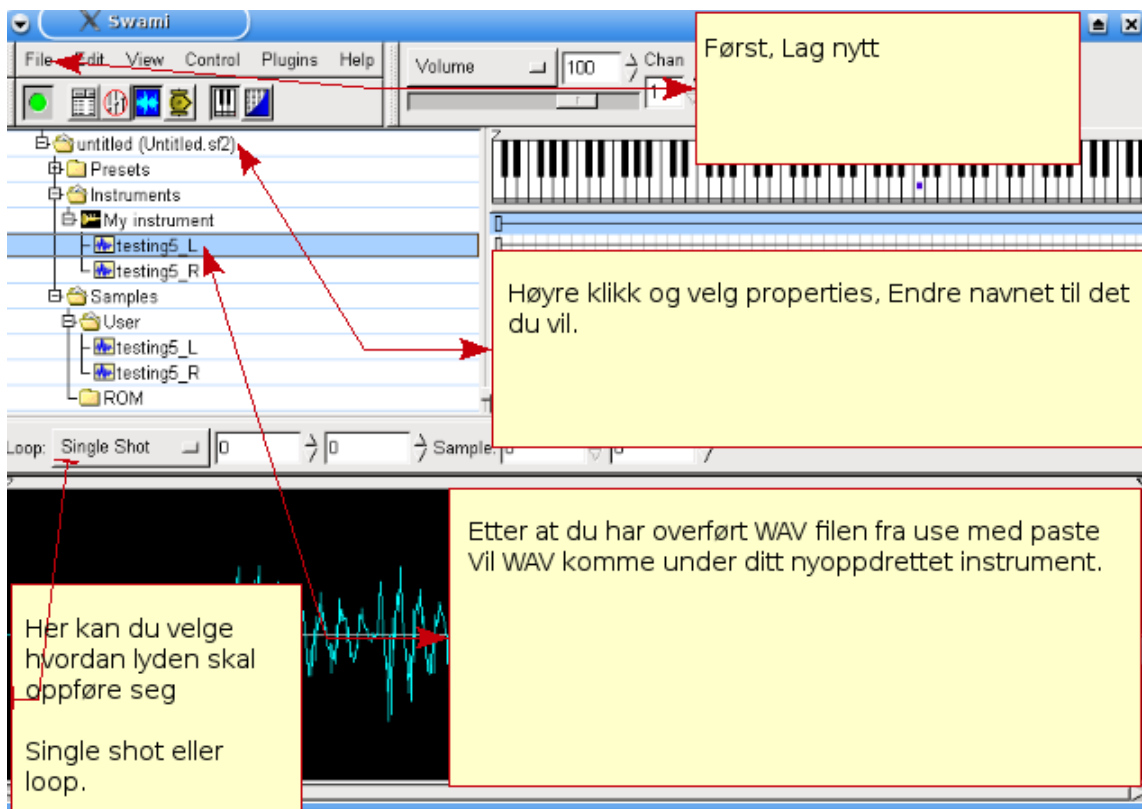 Swami
File Edit View Control Plugins Help
Volume 100 Chan
1
Først, Lag nytt
untitled (Untitled.sf2)
Presets
Instruments
My instrument
testing5_L
testing5_R
Samples
User
testing5_L
testing5_R
ROM
Høyre klikk og velg properties, Endre navnet til det
du vil.
Loop: Single Shot 0 0 Sample: 0 0
Etter at du har overført WAV filen fra use med paste
Vil WAV komme under ditt nyoppdrettet instrument.
Her kan du velge
hvordan lyden skal
oppføre seg
Single shot eller
loop.